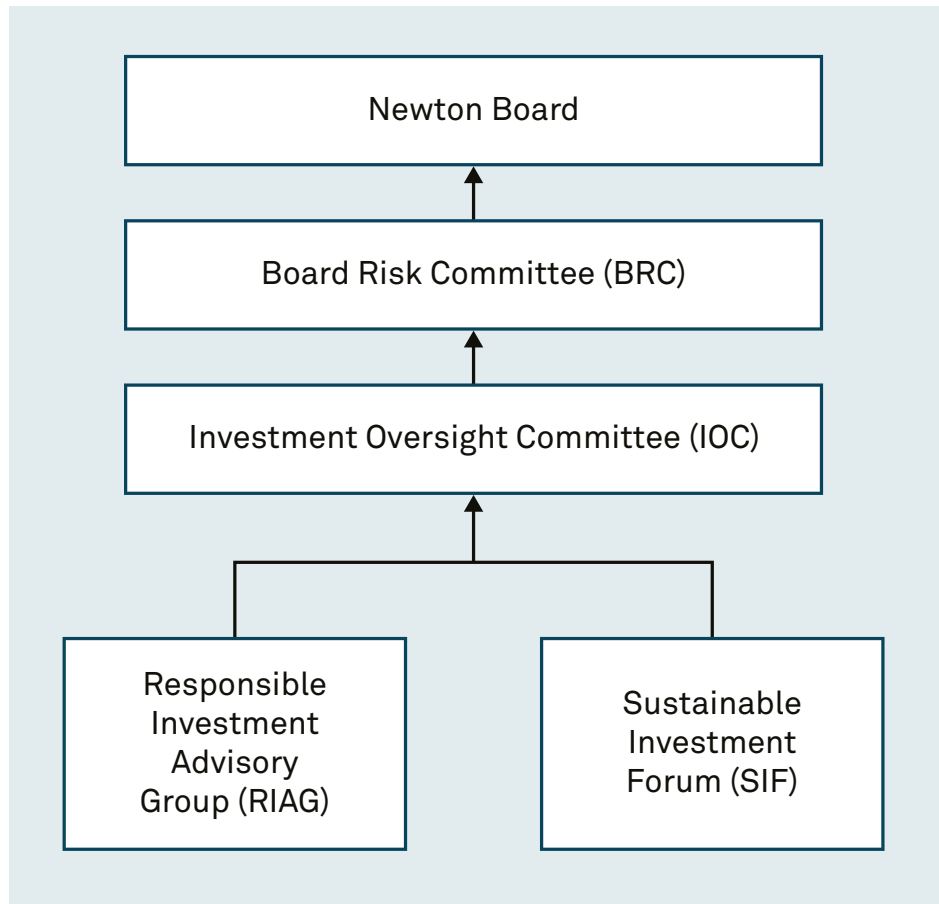 Newton Board
Board Risk Committee (BRC)
Investment Oversight Committee (IOC)
Responsible
Investment
Advisory
Group (RIAG)
Sustainable
Investment
Forum (SIF)